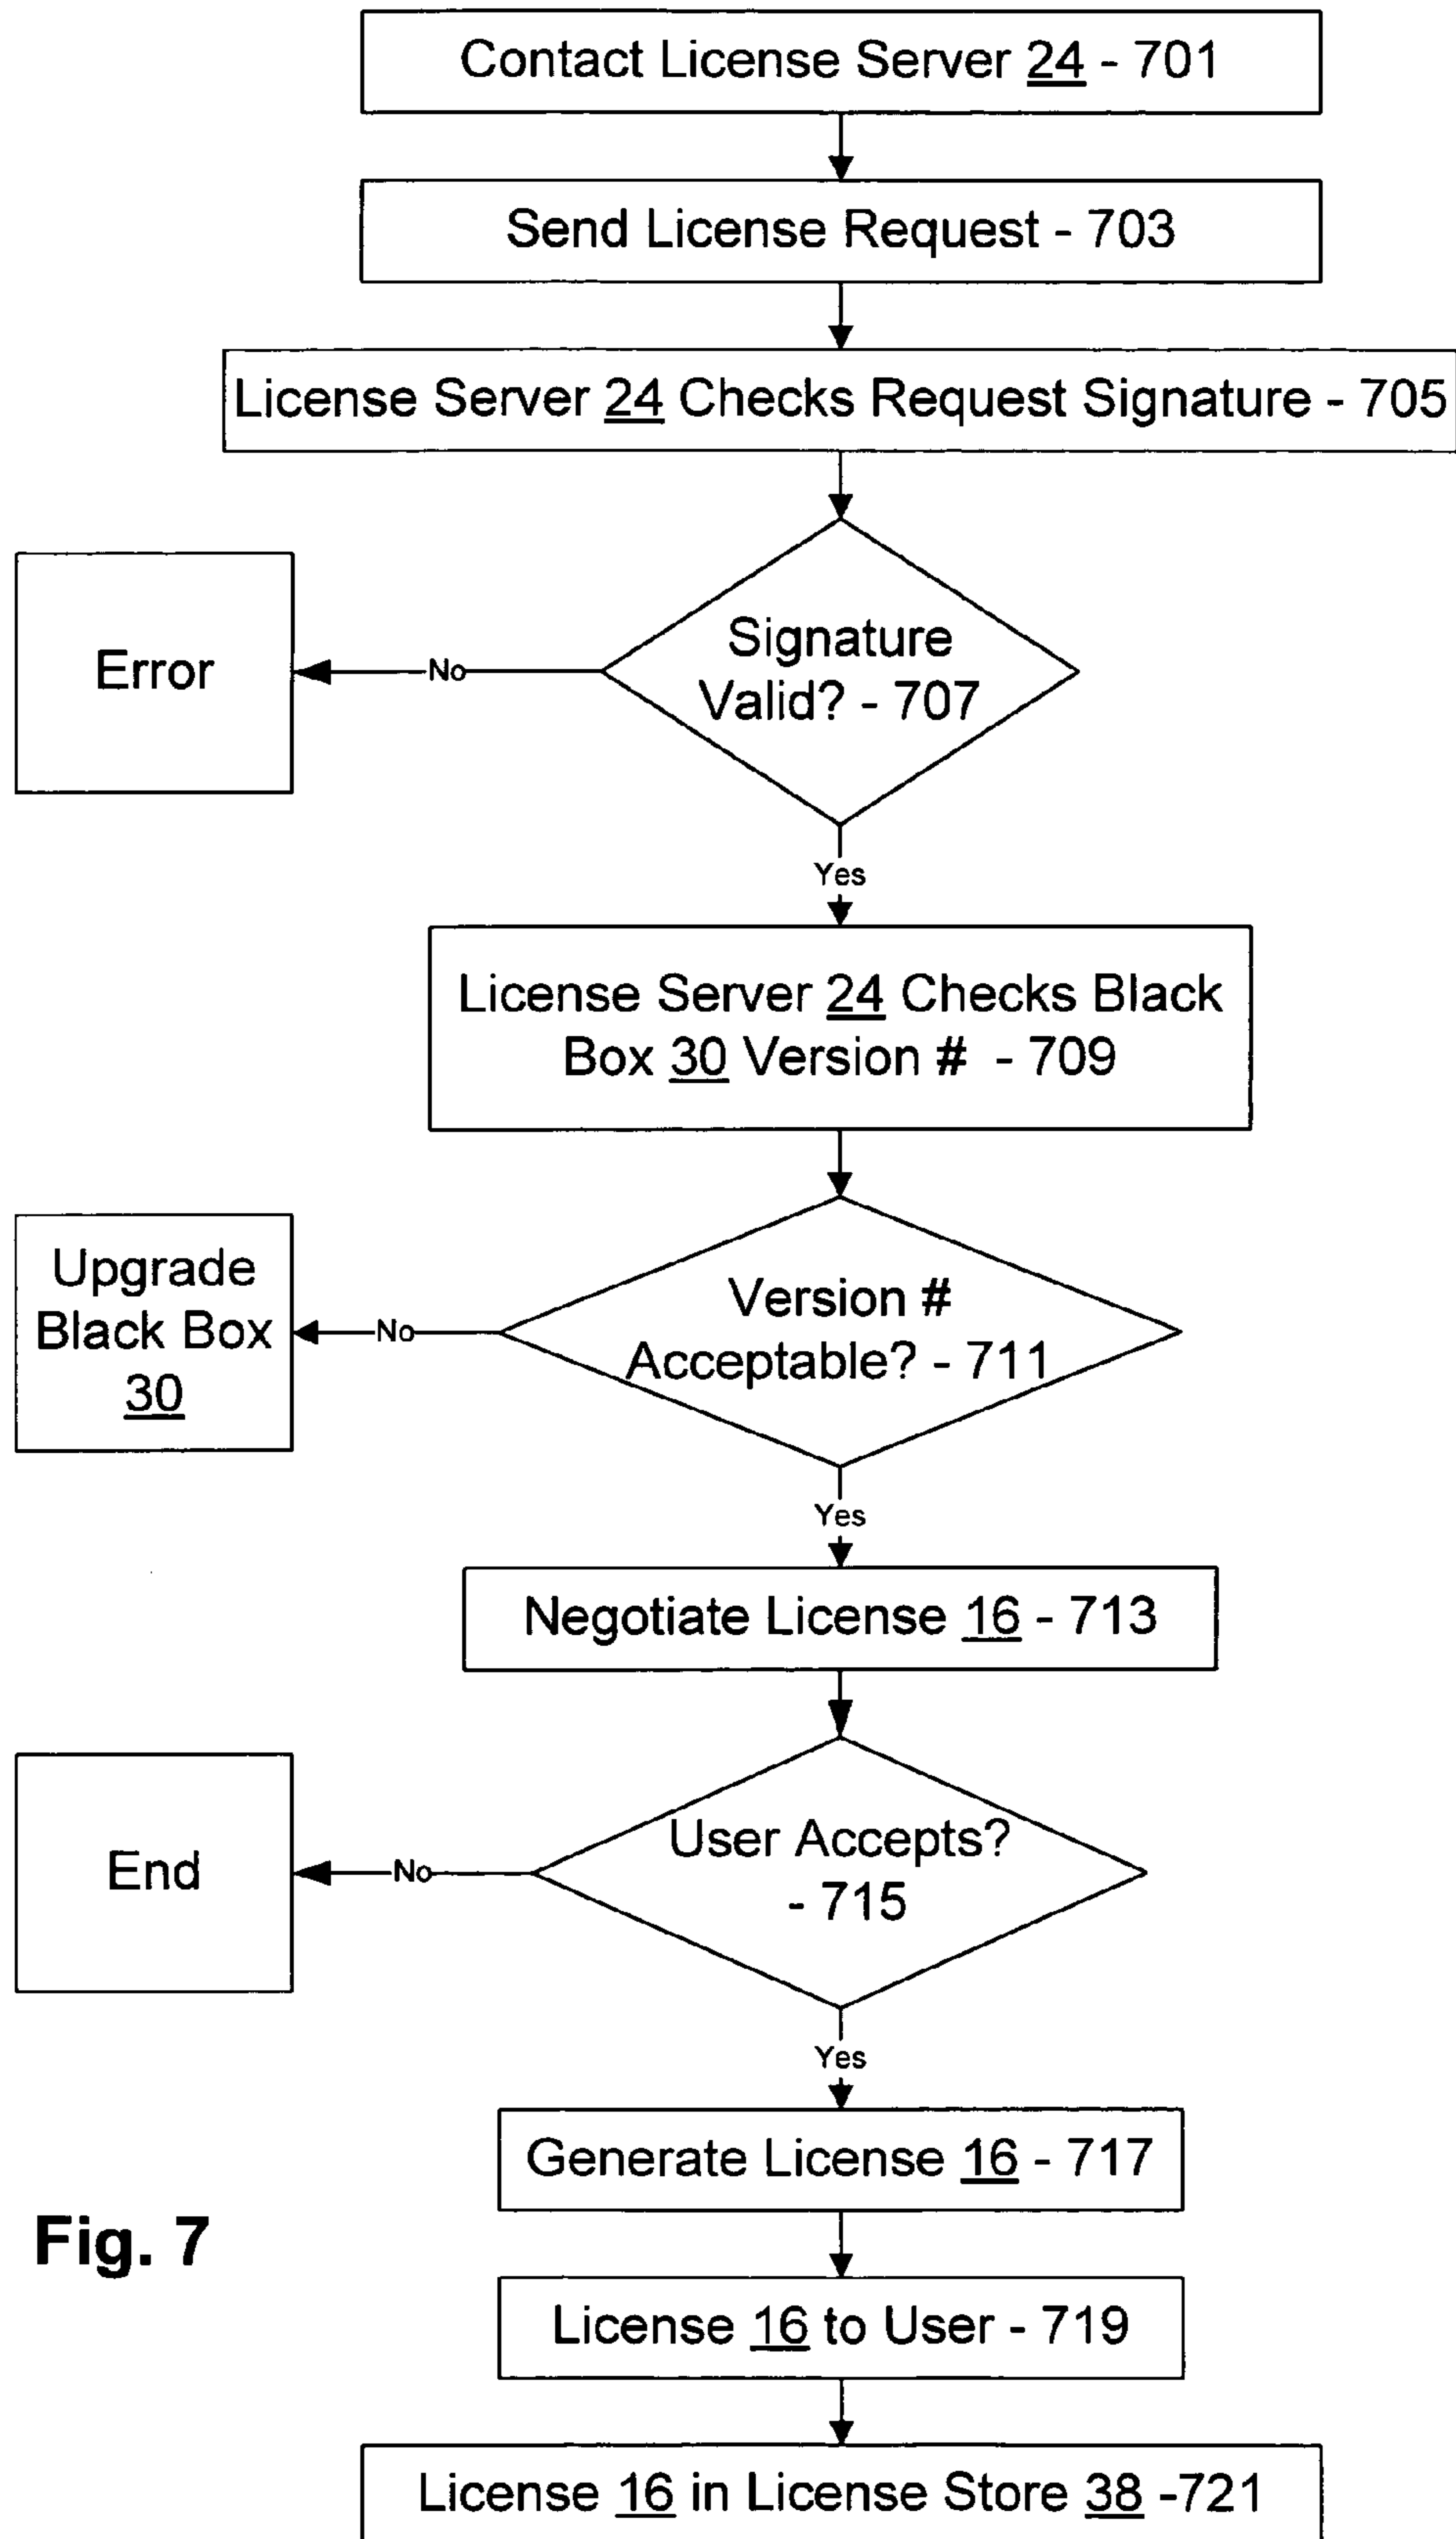 Contact License Server 24 - 701
Send License Request - 703
License Server 24 Checks Request Signature - 705
Signature
Valid? - 707
No
Error
Yes
License Server 24 Checks Black
Box 30 Version # - 709
Version #
Acceptable? - 711
No
Upgrade
Black Box
30
Yes
Negotiate License 16 - 713
User Accepts?
- 715
No
End
Yes
Generate License 16 - 717
Fig. 7
License 16 to User - 719
License 16 in License Store 38 -721